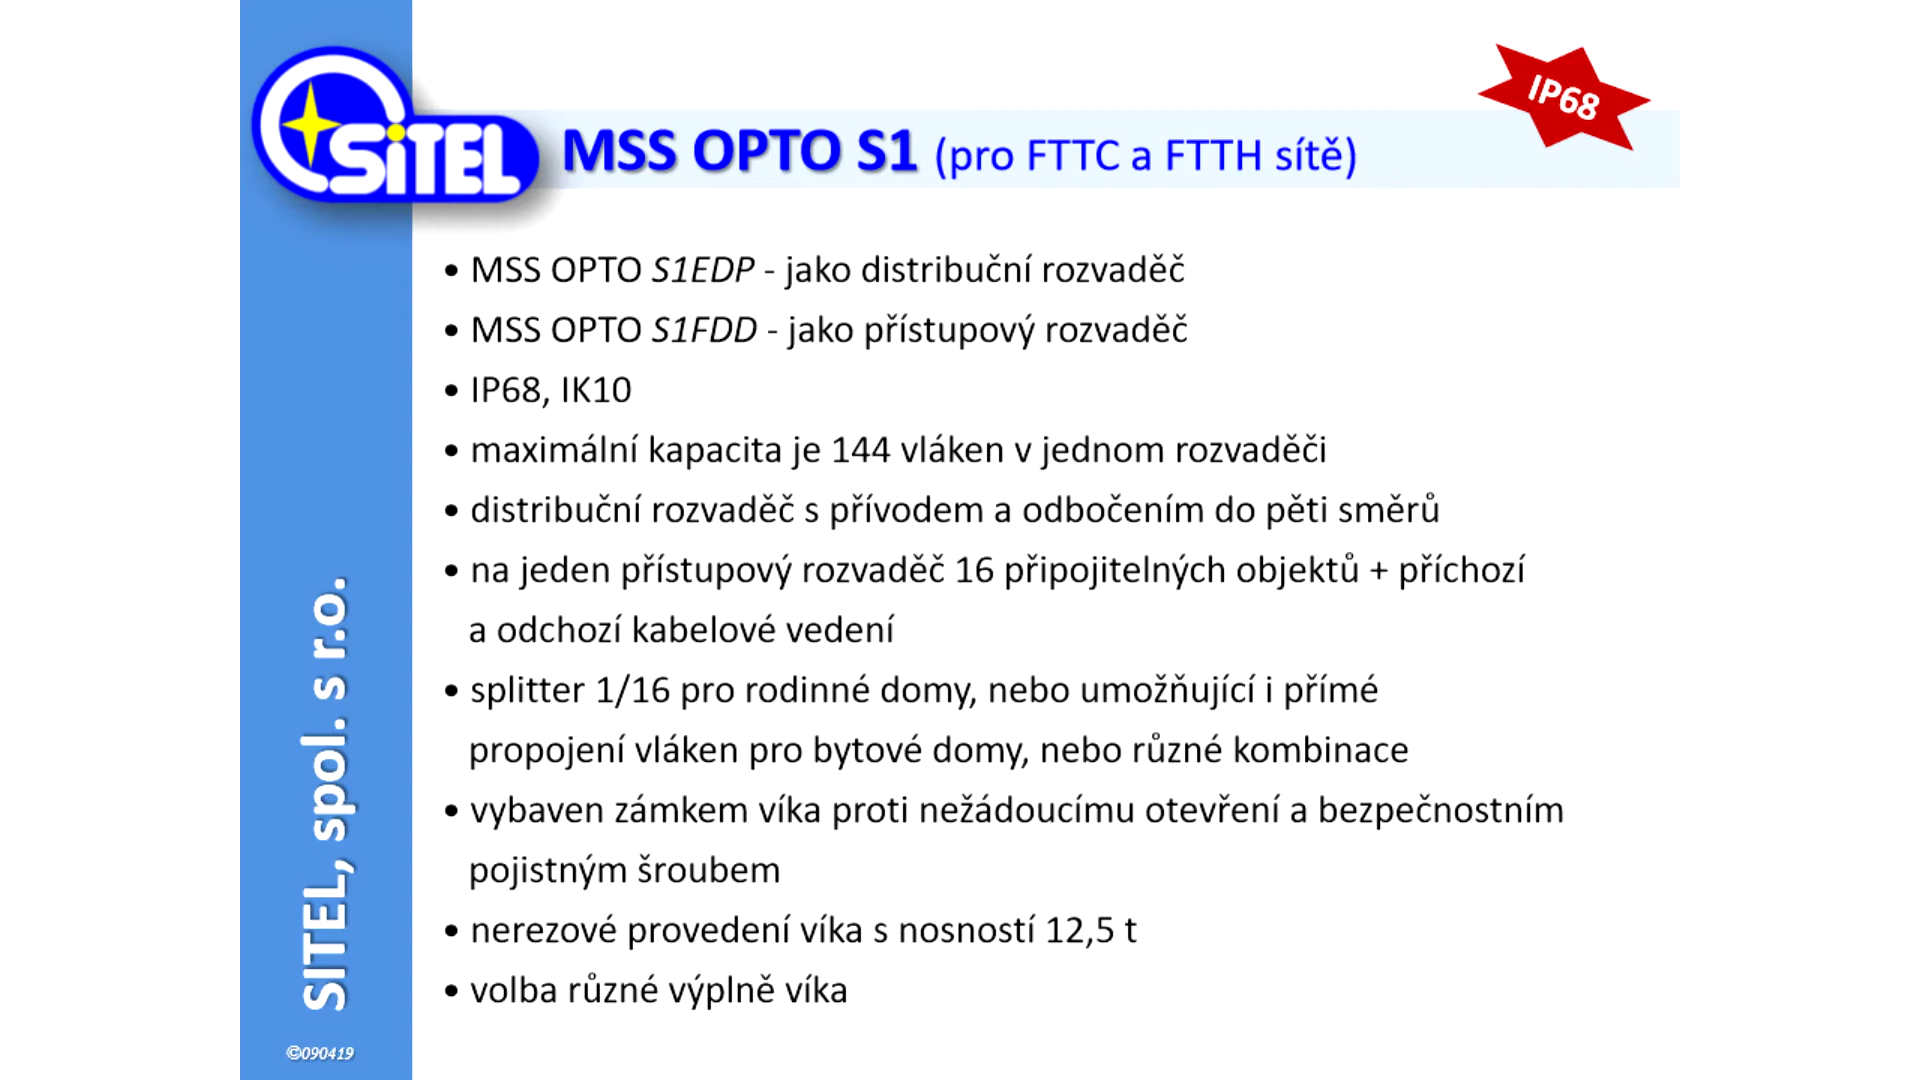 SiTEL
IP68
MSS OPTO S1 (pro FTTC a FTTH sítě)
• MSS OPTO S1EDP - jako distribuční rozvaděč
• MSS OPTO S1FDD - jako přístupový rozvaděč
• IP68, IK10
• maximální kapacita je 144 vláken v jednom rozvaděči
• distribuční rozvaděč s přívodem a odbočením do pěti směrů
• na jeden přístupový rozvaděč 16 připojitelných objektů + příchozí
a odchozí kabelové vedení
• splitter 1/16 pro rodinné domy, nebo umožňující i přímé
propojení vláken pro bytové domy, nebo různé kombinace
• vybaven zámkem víka proti nežádoucímu otevření a bezpečnostním
pojistným šroubem
• nerezové provedení víka s nosností 12,5 t
• volba různé výplně víka
SITEL, spol. s r.o.
©090419